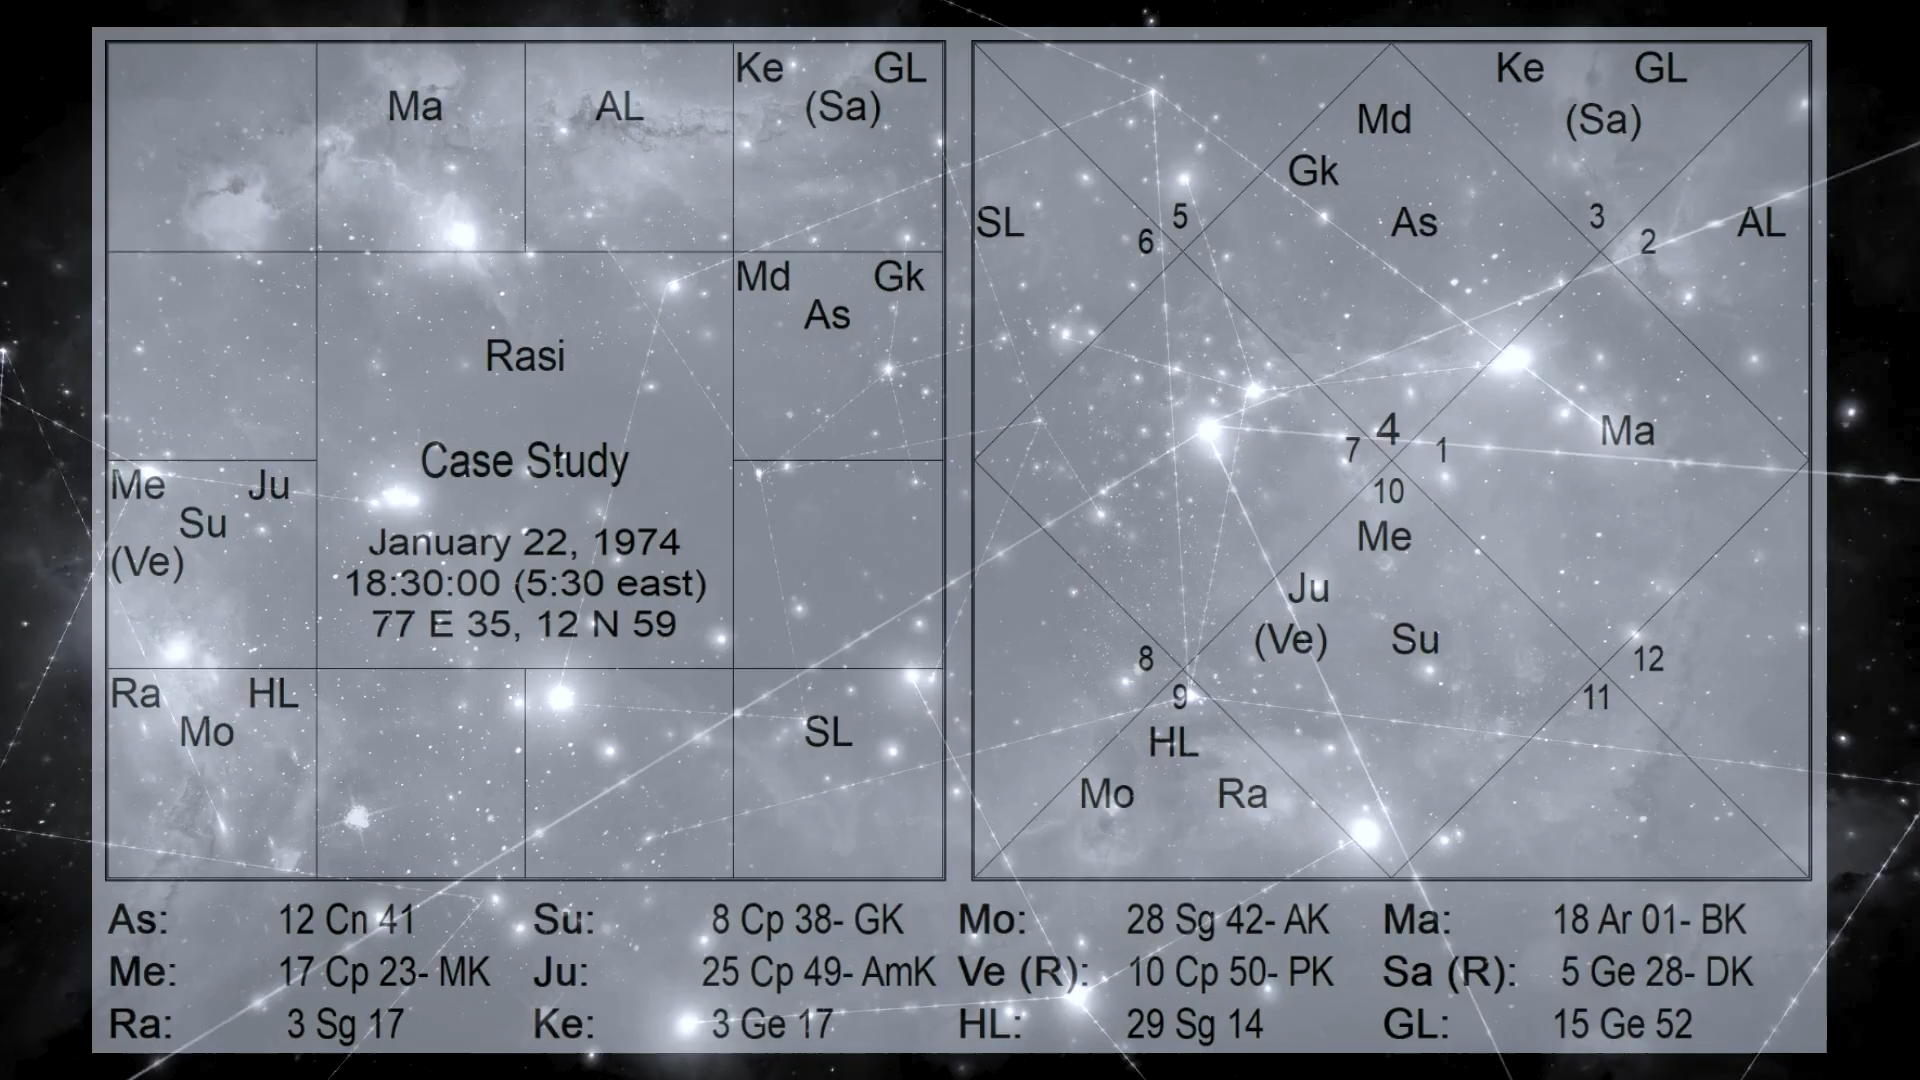 Ma
AL
Ke GL
(Sa)
Md Gk
As
Rasi
Case Study
January 22, 1974
18:30:00 (5:30 east)
77 E 35, 12 N 59
Me Ju
Su
(Ve)
Ra HL
Mo
SL
Ke GL
(Sa)
Md
Gk
As
SL
5
6
3
2
AL
Ma
4
7 1
10
Me
Ju
(Ve) Su
8
9
12
11
HL
Mo Ra
As: 12 Cn 41 Su: 8 Cp 38- GK Mo: 28 Sg 42- AK Ma: 18 Ar 01- BK
Me: 17 Cp 23- MK Ju: 25 Cp 49- AmK Ve (R): 10 Cp 50- PK Sa (R): 5 Ge 28- DK
Ra: 3 Sg 17 Ke: 3 Ge 17 HL: 29 Sg 14 GL: 15 Ge 52